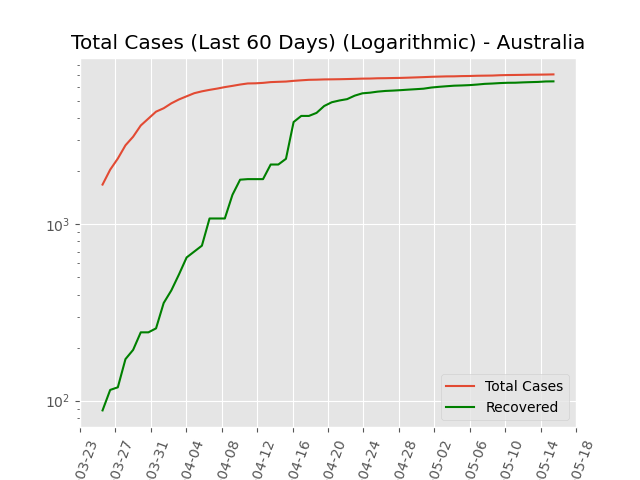 Total Cases (Last 60 Days) (Logarithmic) - Australia
10³
10²
Total Cases
Recovered
03-23 03-27 03-31 04-04 04-08 04-12 04-16 04-20 04-24 04-28 05-02 05-06 05-10 05-14 05-18